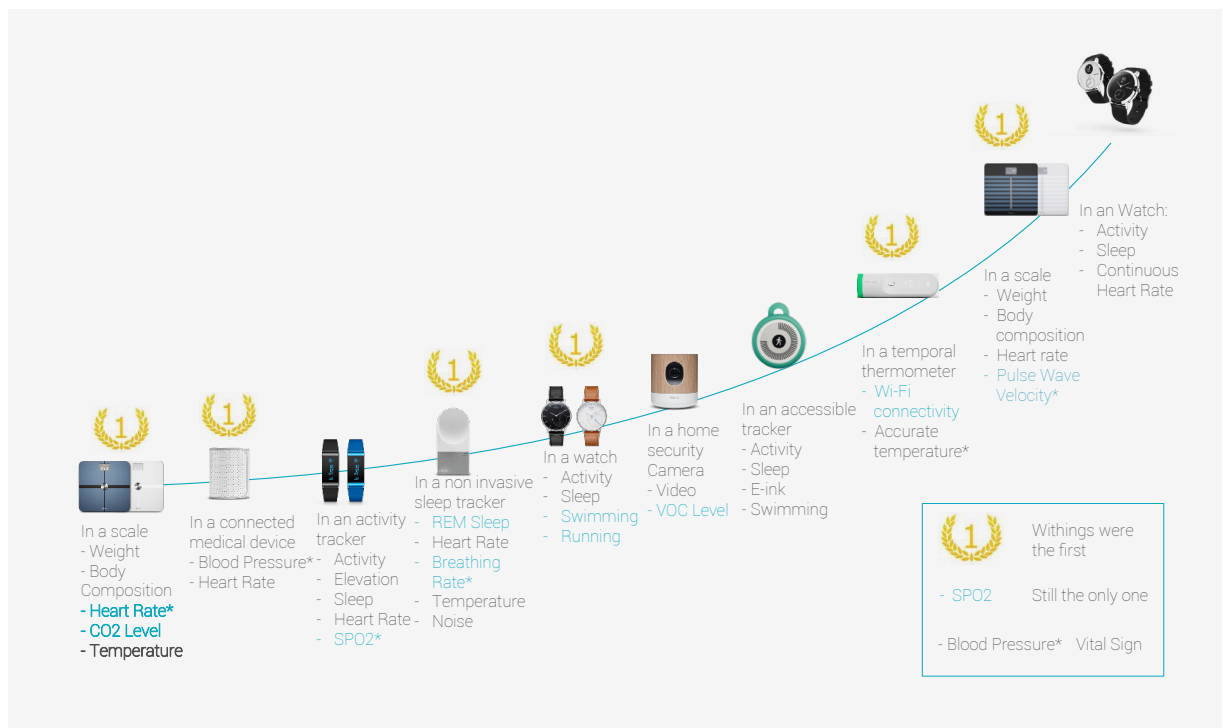 1
In a scale
- Weight
- Body
Composition
- Heart Rate*
- CO2 Level
- Temperature
1
In a connected
medical device
- Blood Pressure*
- Heart Rate
In an activity
tracker
- Activity
- Elevation
- Sleep
- Heart Rate
- SPO2*
1
In a non invasive
sleep tracker
- REM Sleep
- Heart Rate
- Breathing
Rate*
- Temperature
- Noise
1
In a watch
- Activity
- Sleep
- Swimming
- Running
In a home
security
Camera
- Video
- VOC Level
In an accessible
tracker
- Activity
- Sleep
- E-ink
- Swimming
1
In a temporal
thermometer
- Wi-Fi
connectivity
- Accurate
temperature*
1
In a scale
- Weight
- Body
composition
- Heart rate
- Pulse Wave
Velocity*
In an Watch:
- Activity
- Sleep
- Continuous
Heart Rate
1
Withings were
the first
- SPO2 Still the only one
- Blood Pressure* Vital Sign